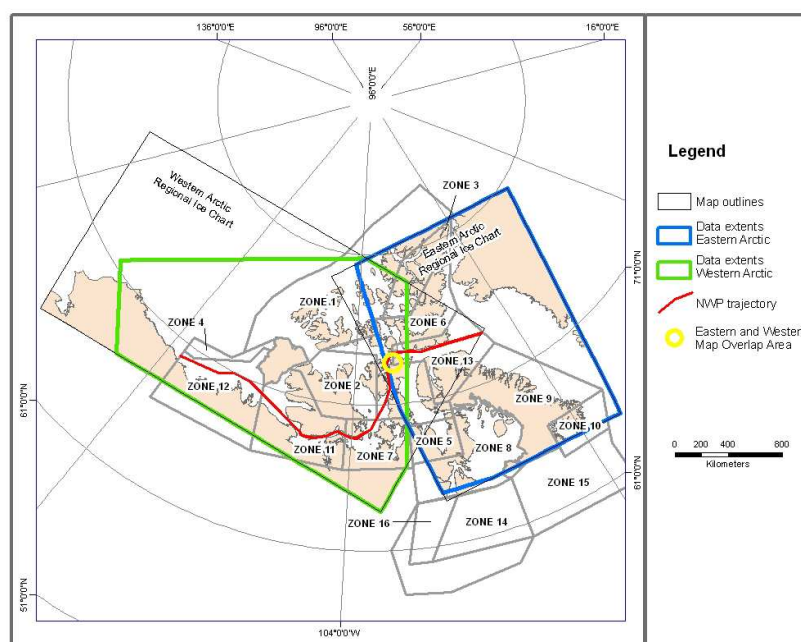 136°0'0"E
96°0'0"E
56°0'0"E
16°0'0"E
96°0'0"E
Western Arctic
Regional Ice Chart
ZONE 3
Eastern Arctic
Regional Ice Chart
71°0'0"N
ZONE 1
ZONE 6
ZONE 4
ZONE 13
ZONE 2
ZONE 12
ZONE 9
61°0'0"N
ZONE 10
ZONE 5
ZONE 11
ZONE 7
ZONE 8
61°0'0"N
ZONE 15
ZONE 16
ZONE 14
51°0'0"N
104°0'0"W
Legend
Map outlines
Data extents
Eastern Arctic
Data extents
Western Arctic
NWP trajectory
Eastern and Western
Map Overlap Area
0 200 400 800
Kilometers